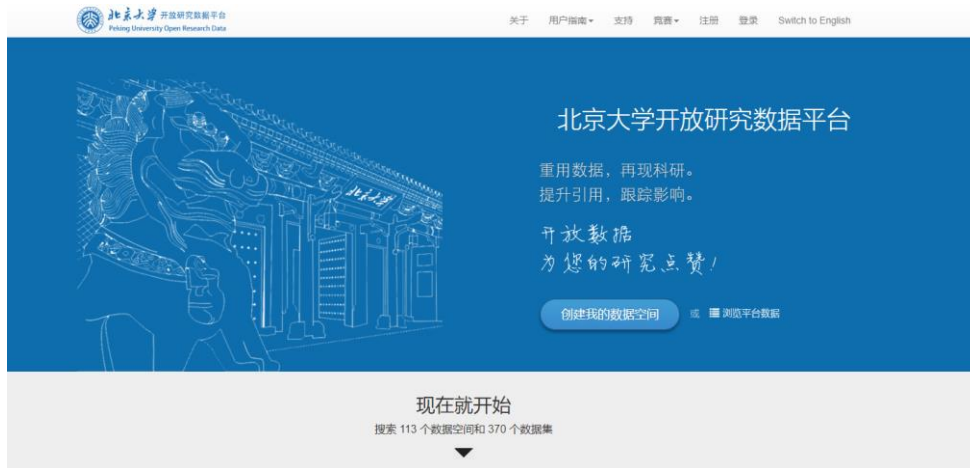 北京大学 开放研究数据平台
Peking University Open Research Data
关于 用户指南 支持 竞赛 注册 登录 Switch to English
北京大学
北京大学开放研究数据平台
重用数据，再现科研。
提升引用，跟踪影响。
开放数据
为您的研究点赞！
创建我的数据空间 或 浏览平台数据
现在就开始
搜索 113 个数据空间和 370 个数据集